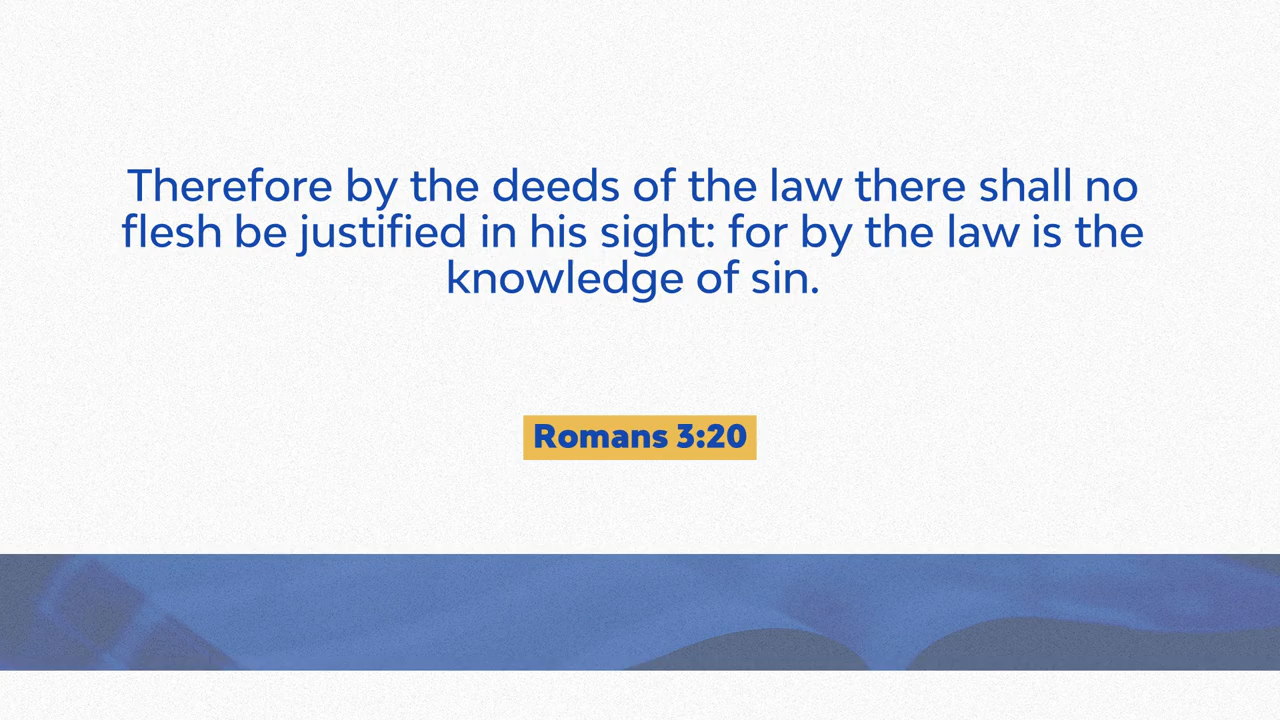 Therefore by the deeds of the law there shall no
flesh be justified in his sight: for by the law is the
knowledge of sin.
Romans 3:20